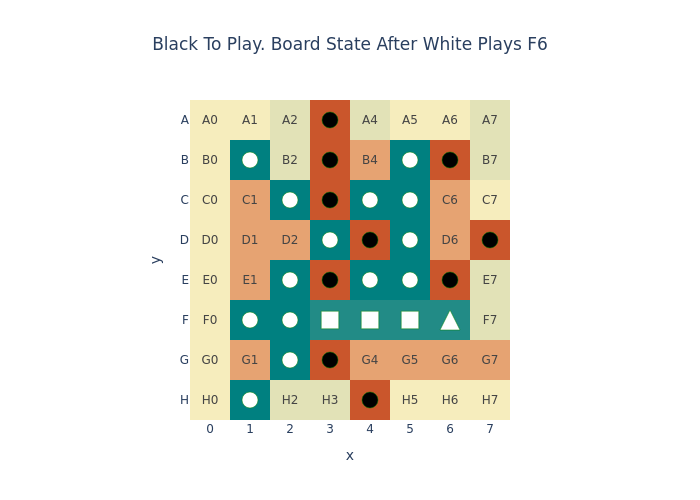 Black To Play. Board State After White Plays F6
A A0 A1 A2 A4 A5 A6 A7
B B0 B2 B4 B7
C C0 C1 C6 C7
D D0 D1 D2 D6
E E0 E1 E7
F F0 F7
G G0 G1 G4 G5 G6 G7
H H0 H2 H3 H5 H6 H7
0 1 2 3 4 5 6 7
x
y